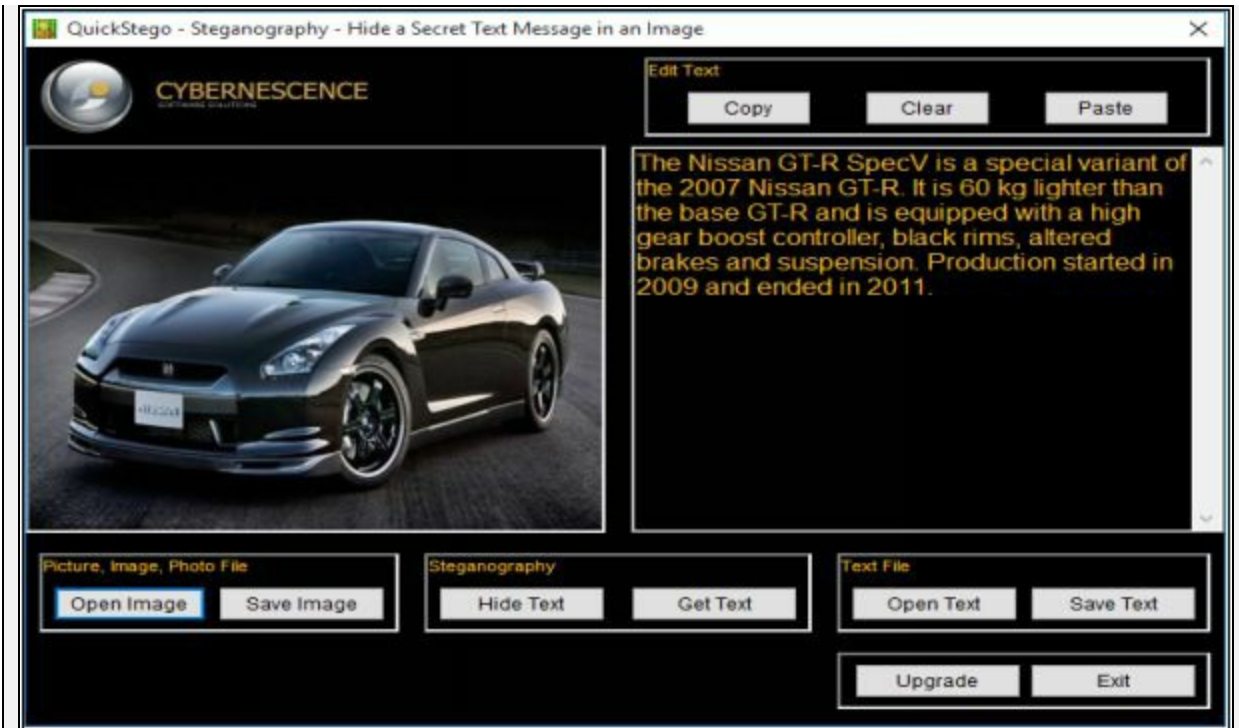 QuickStego - Steganography - Hide a Secret Text Message in an Image
CYBERNESCENCE
SOFTWARE SOLUTIONS
Edit Text
Copy Clear Paste
The Nissan GT-R SpecV is a special variant of
the 2007 Nissan GT-R. It is 60 kg lighter than
the base GT-R and is equipped with a high
gear boost controller, black rims, altered
brakes and suspension. Production started in
2009 and ended in 2011.
Picture, Image, Photo File
Open Image Save Image
Steganography
Hide Text Get Text
Text File
Open Text Save Text
Upgrade Exit